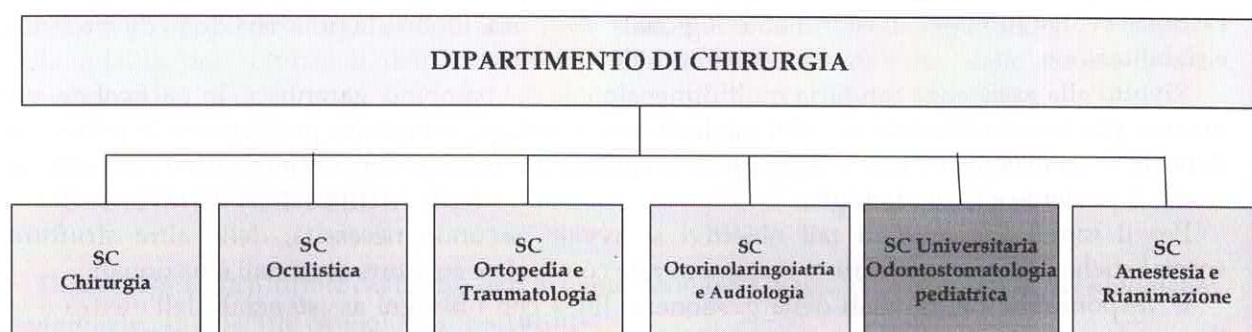 DIPARTIMENTO DI CHIRURGIA
SC
Chirurgia
SC
Oculistica
SC
Ortopedia e
Traumatologia
SC
Otorinolaringoiatria
e Audiologia
SC Universitaria
Odontostomatologia
pediatrica
SC
Anestesia e
Rianimazione